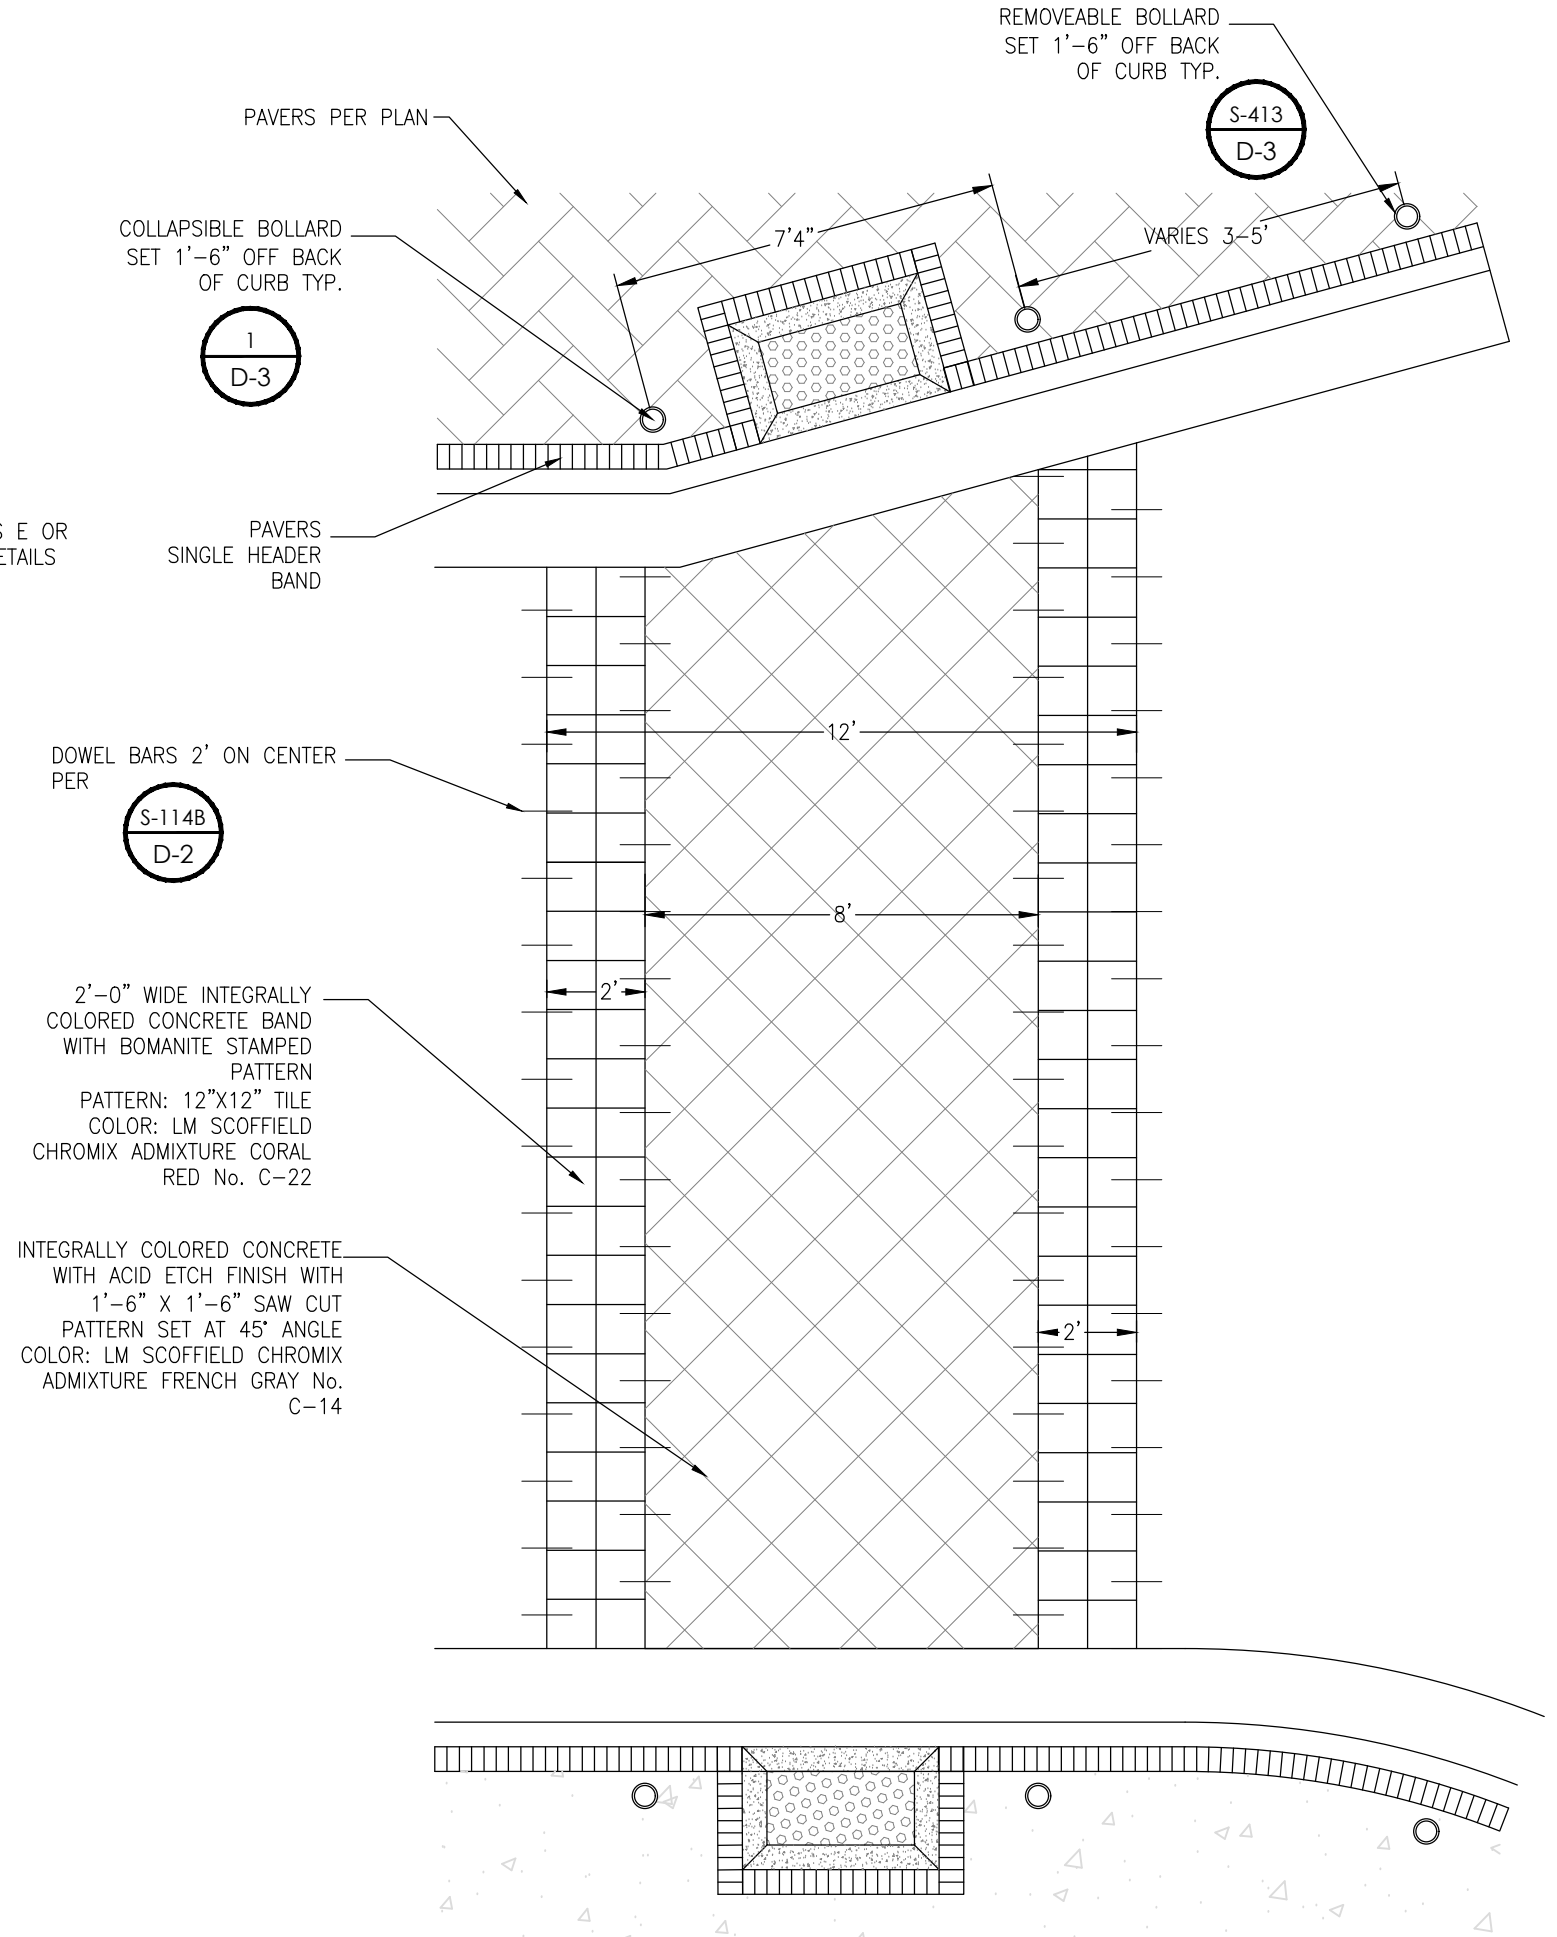 REMOVEABLE BOLLARD
SET 1'-6" OFF BACK
OF CURB TYP.
S-413
D-3
PAVERS PER PLAN
COLLAPSIBLE BOLLARD
SET 1'-6" OFF BACK
OF CURB TYP.
1
D-3
7'4"
VARIES 3-5'
S E OR
ETAILS
PAVERS
SINGLE HEADER
BAND
12'
DOWEL BARS 2' ON CENTER
PER
S-114B
D-2
8'
2'
2'-0" WIDE INTEGRALLY
COLORED CONCRETE BAND
WITH BOMANITE STAMPED
PATTERN
PATTERN: 12"X12" TILE
COLOR: LM SCOFFIELD
CHROMIX ADMIXTURE CORAL
RED No. C-22
INTEGRALLY COLORED CONCRETE
WITH ACID ETCH FINISH WITH
1'-6" X 1'-6" SAW CUT
PATTERN SET AT 45° ANGLE
COLOR: LM SCOFFIELD CHROMIX
ADMIXTURE FRENCH GRAY No.
C-14
2'